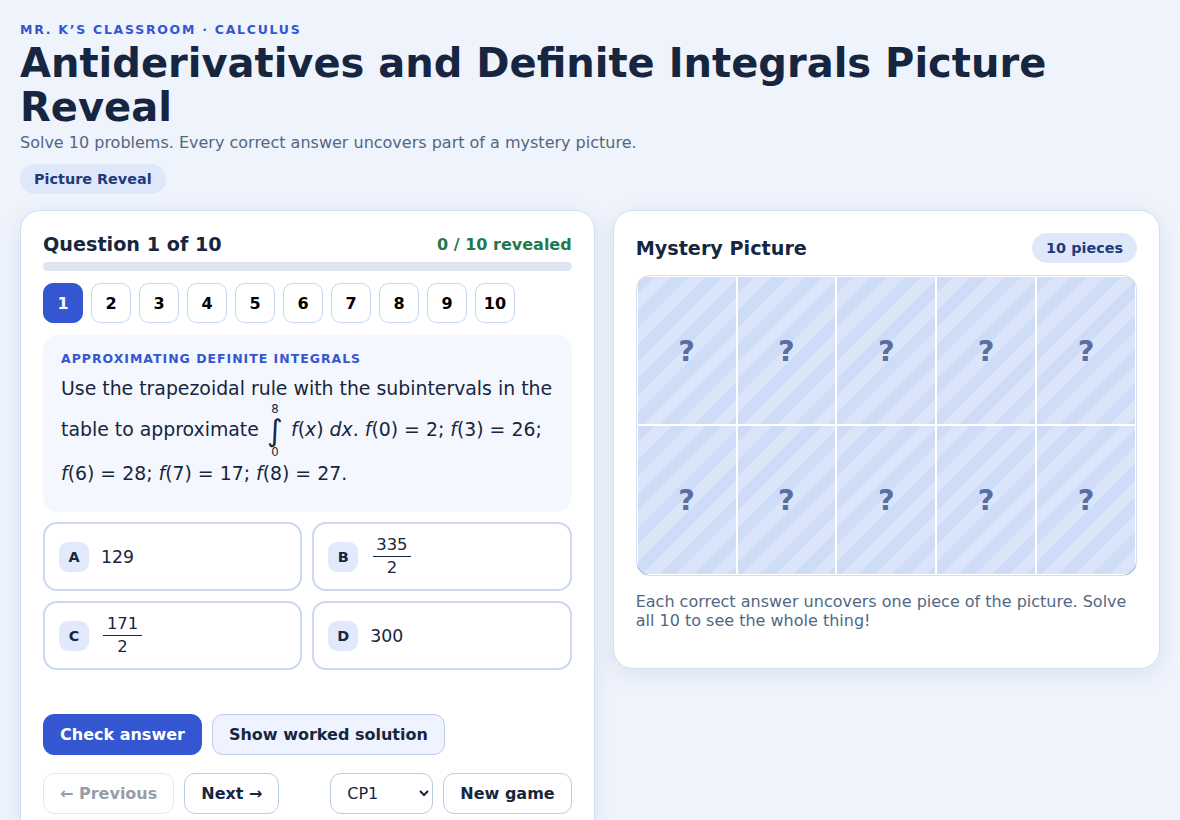 MR. K’S CLASSROOM · CALCULUS
Antiderivatives and Definite Integrals Picture
Reveal
Solve 10 problems. Every correct answer uncovers part of a mystery picture.
Picture Reveal
Question 1 of 10
0 / 10 revealed
1 2 3 4 5 6 7 8 9 10
APPROXIMATING DEFINITE INTEGRALS
Use the trapezoidal rule with the subintervals in the
table to approximate ∫₀⁸ f(x) dx. f(0) = 2; f(3) = 26;
f(6) = 28; f(7) = 17; f(8) = 27.
A 129
B 335/2
C 171/2
D 300
Check answer
Show worked solution
← Previous
Next →
CP1
New game
Mystery Picture
10 pieces
? ? ? ? ?
? ? ? ? ?
Each correct answer uncovers one piece of the picture. Solve
all 10 to see the whole thing!